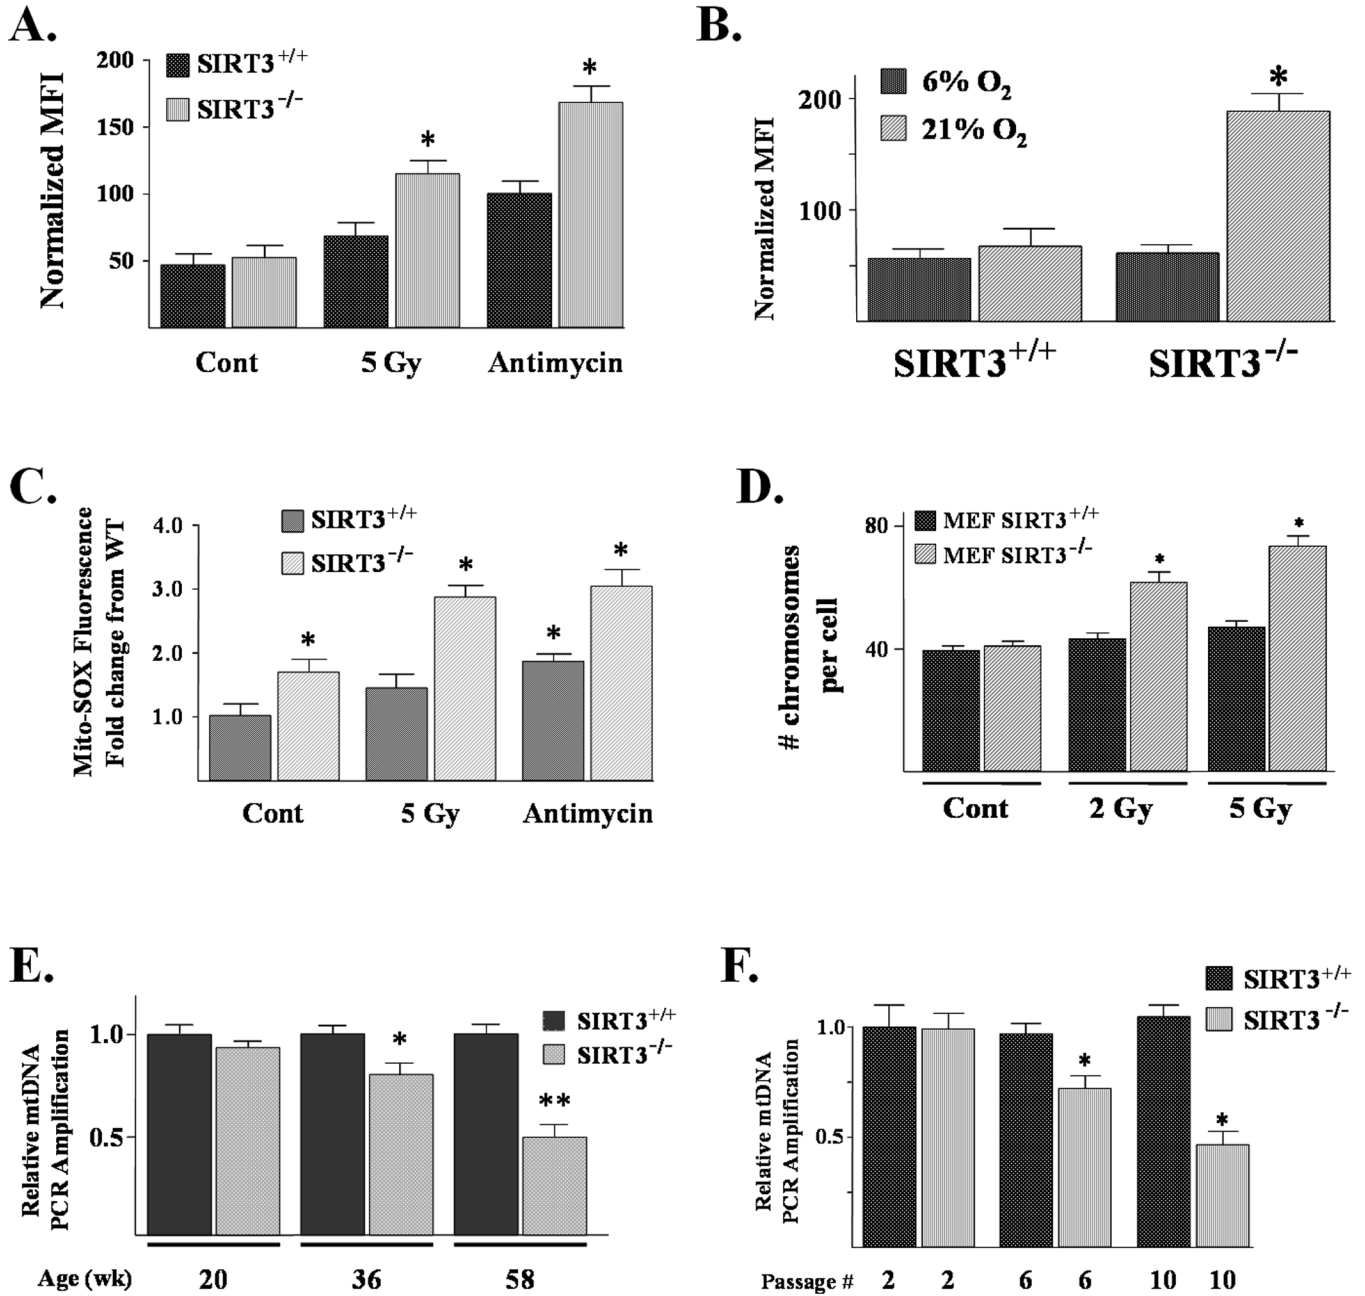 A.
Normalized MFI
200
150
100
50
SIRT3+/+
SIRT3-/-
*
*
Cont 5 Gy Antimycin
B.
Normalized MFI
200
100
6% O2
21% O2
*
SIRT3+/+ SIRT3-/-
C.
Mito-SOX Fluorescence
Fold change from WT
4.0
3.0
2.0
1.0
SIRT3+/+
SIRT3-/-
*
*
*
*
Cont 5 Gy Antimycin
D.
# chromosomes
per cell
80
40
MEF SIRT3+/+
MEF SIRT3-/-
*
*
Cont 2 Gy 5 Gy
E.
Relative mtDNA
PCR Amplification
1.0
0.5
SIRT3+/+
SIRT3-/-
*
**
Age (wk) 20 36 58
F.
Relative mtDNA
PCR Amplification
1.0
0.5
SIRT3+/+
SIRT3-/-
*
*
Passage # 2 2 6 6 10 10